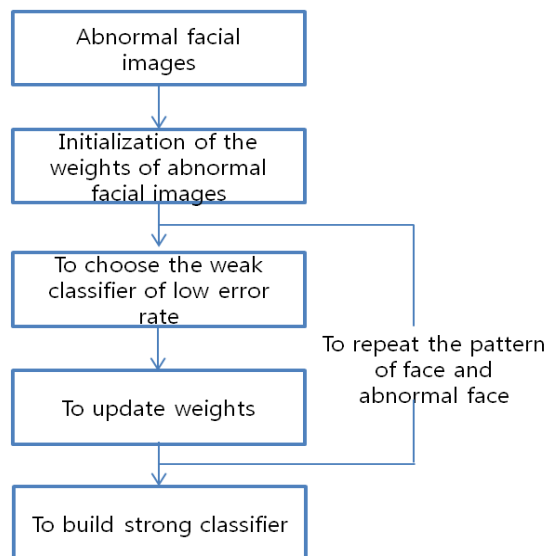 Abnormal facial
images
Initialization of the
weights of abnormal
facial images
To choose the weak
classifier of low error
rate
To repeat the pattern
of face and
abnormal face
To update weights
To build strong classifier